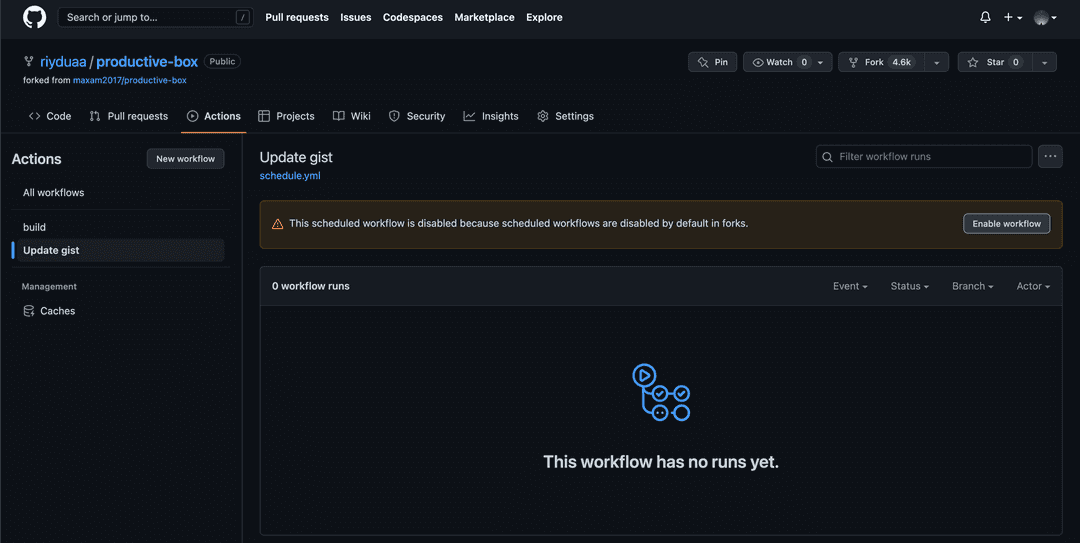 Search or jump to... /
Pull requests Issues Codespaces Marketplace Explore
riyduaa / productive-box Public
forked from maxam2017/productive-box
Pin Watch 0 Fork 4.6k Star 0
Code Pull requests Actions Projects Wiki Security Insights Settings
Actions
New workflow
All workflows
build
Update gist
Management
Caches
Update gist
schedule.yml
Filter workflow runs
This scheduled workflow is disabled because scheduled workflows are disabled by default in forks.
Enable workflow
0 workflow runs
Event Status Branch Actor
This workflow has no runs yet.